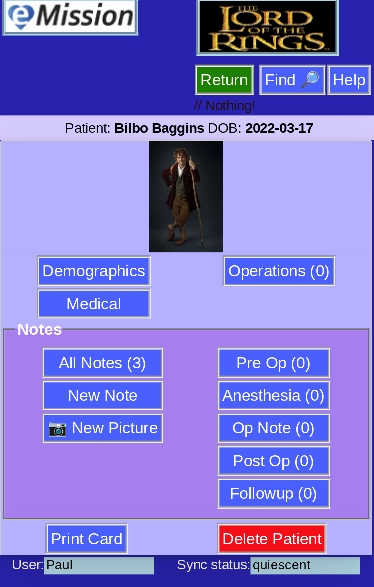 eMission
THE
LORD
OF THE
RINGS
Return Find 🔎 Help
// Nothing!
Patient: Bilbo Baggins DOB: 2022-03-17
Demographics Operations (0)
Medical
Notes
All Notes (3) Pre Op (0)
New Note Anesthesia (0)
📷 New Picture Op Note (0)
Post Op (0)
Followup (0)
Print Card Delete Patient
User: Paul Sync status: quiescent